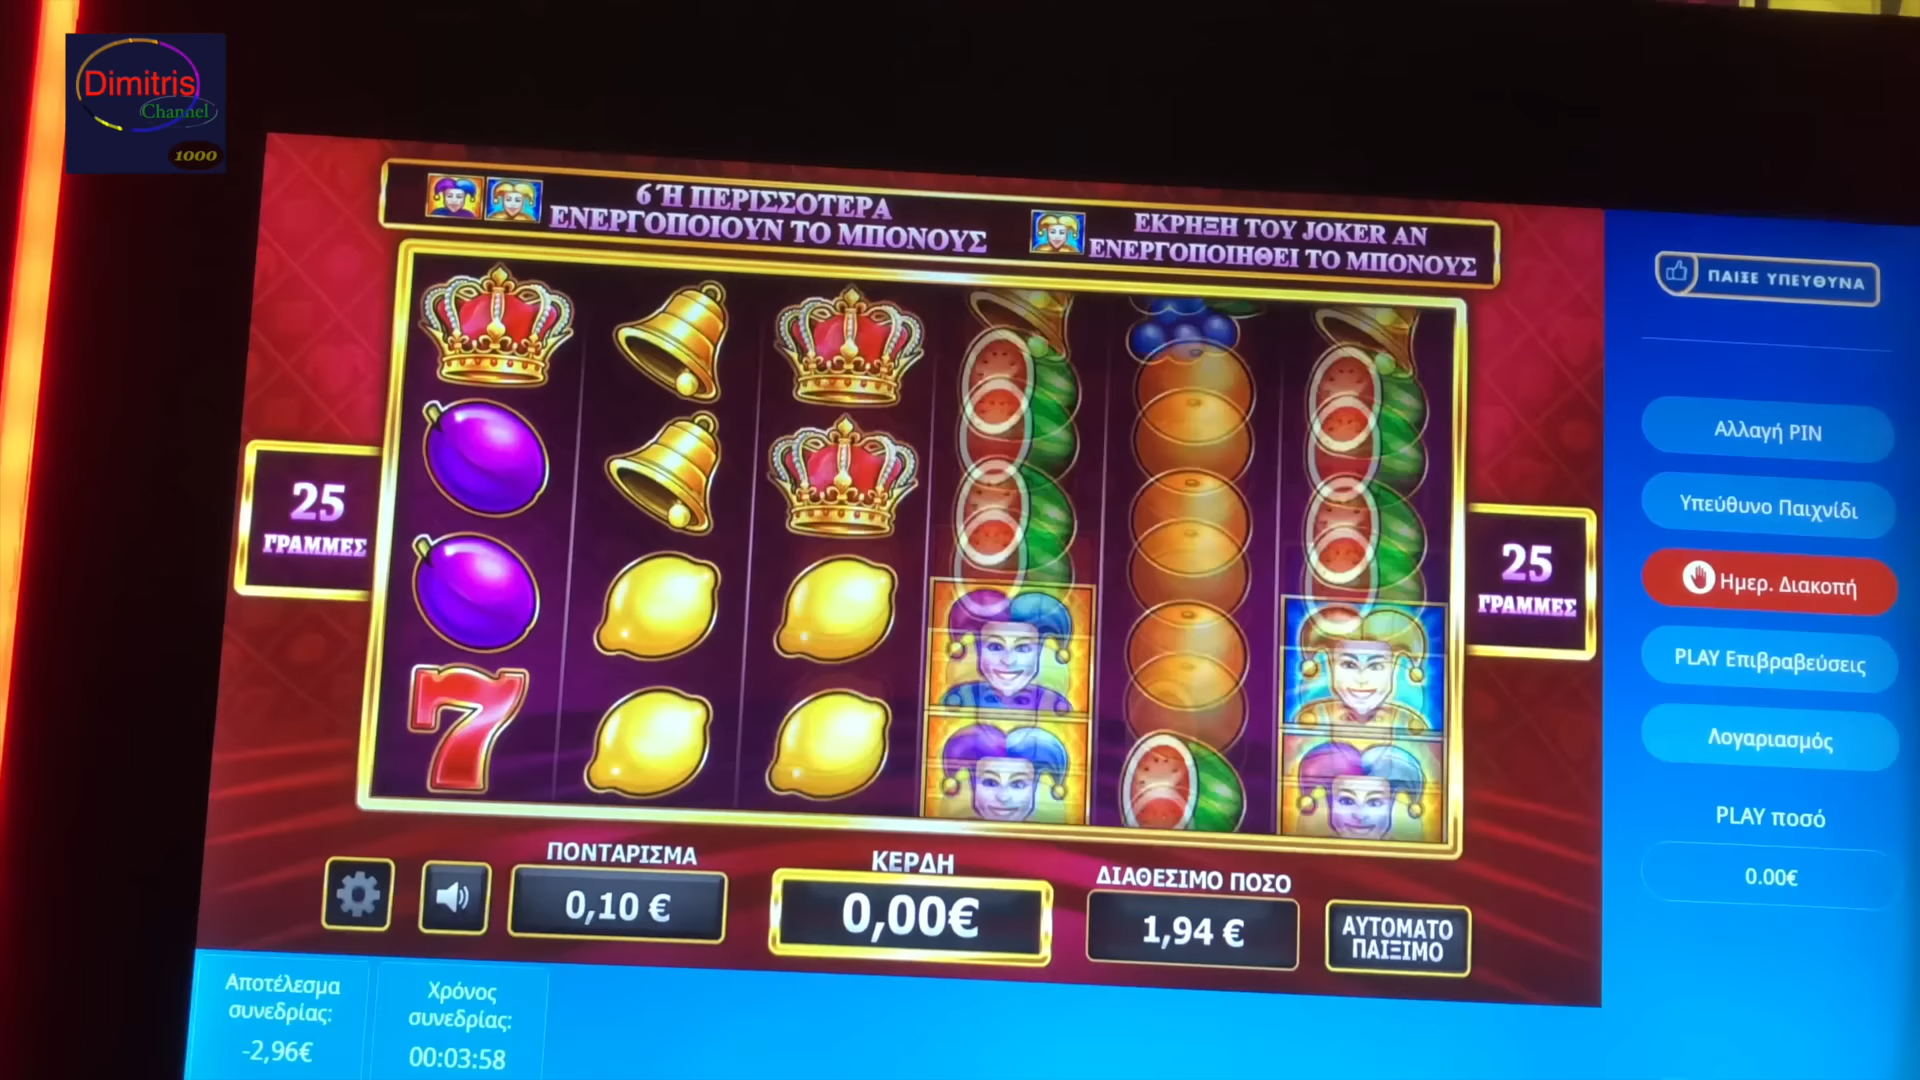 Dimitris
Channel
1000
6 Ή ΠΕΡΙΣΣΟΤΕΡΑ
ΕΝΕΡΓΟΠΟΙΟΥΝ ΤΟ ΜΠΟΝΟΥΣ
ΕΚΡΗΞΗ ΤΟΥ JOKER ΑΝ
ΕΝΕΡΓΟΠΟΙΗΘΕΙ ΤΟ ΜΠΟΝΟΥΣ
ΠΑΙΞΕ ΥΠΕΥΘΥΝΑ
25
ΓΡΑΜΜΕΣ
7
25
ΓΡΑΜΜΕΣ
Αλλαγή PIN
Υπεύθυνο Παιχνίδι
Ημερ. Διακοπή
PLAY Επιβραβεύσεις
Λογαριασμός
PLAY ποσό
0.00€
ΠΟΝΤΑΡΙΣΜΑ
0,10 €
ΚΕΡΔΗ
0,00€
ΔΙΑΘΕΣΙΜΟ ΠΟΣΟ
1,94 €
ΑΥΤΟΜΑΤΟ
ΠΑΙΞΙΜΟ
Αποτέλεσμα
συνεδρίας:
-2,96€
Χρόνος
συνεδρίας:
00:03:58